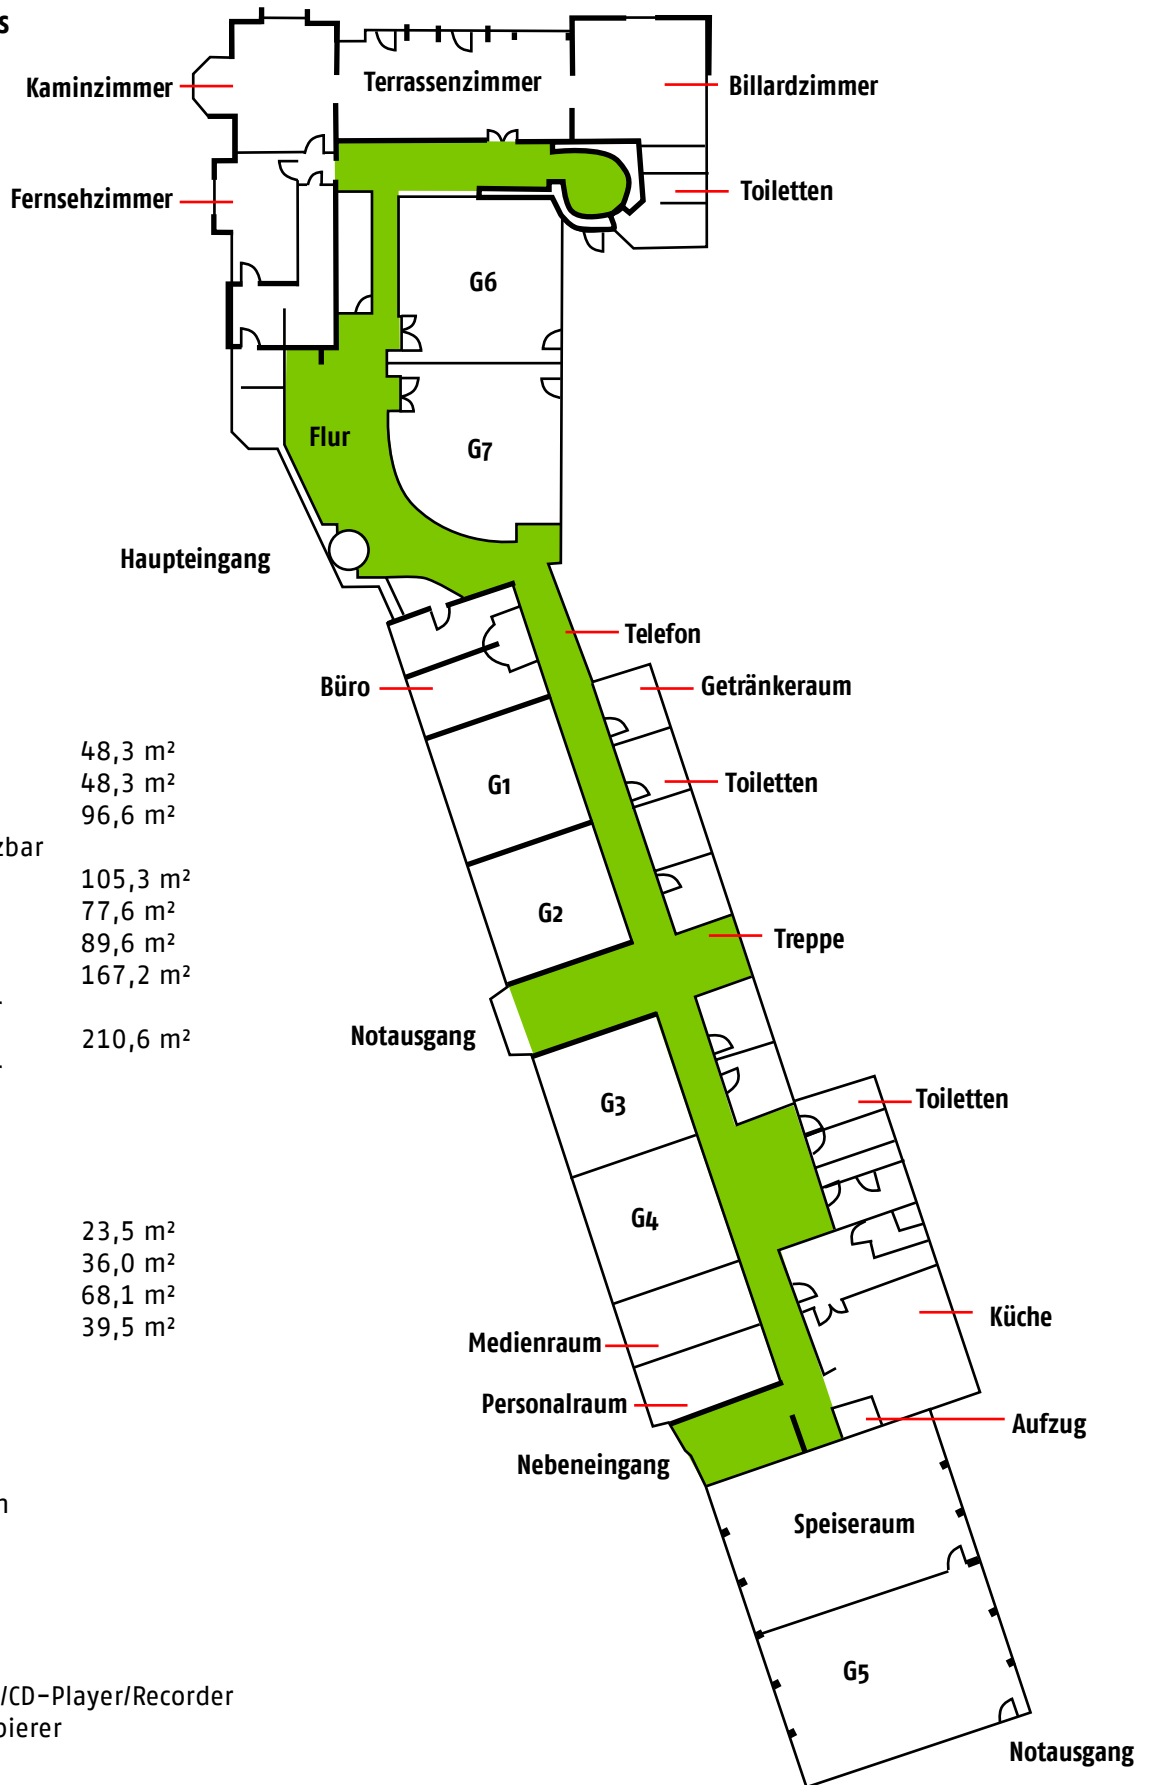 s
Kaminzimmer
Terrassenzimmer
Billardzimmer
Fernsehzimmer
Toiletten
G6
Flur
G7
Haupteingang
Telefon
Büro
Getränkeraum
G1
Toiletten
G2
Treppe
Notausgang
G3
Toiletten
G4
Küche
Medienraum
Personalraum
Aufzug
Nebeneingang
Speiseraum
G5
Notausgang
48,3 m²
48,3 m²
96,6 m²
zbar
105,3 m²
77,6 m²
89,6 m²
167,2 m²
210,6 m²
23,5 m²
36,0 m²
68,1 m²
39,5 m²
n
/CD-Player/Recorder
pierer